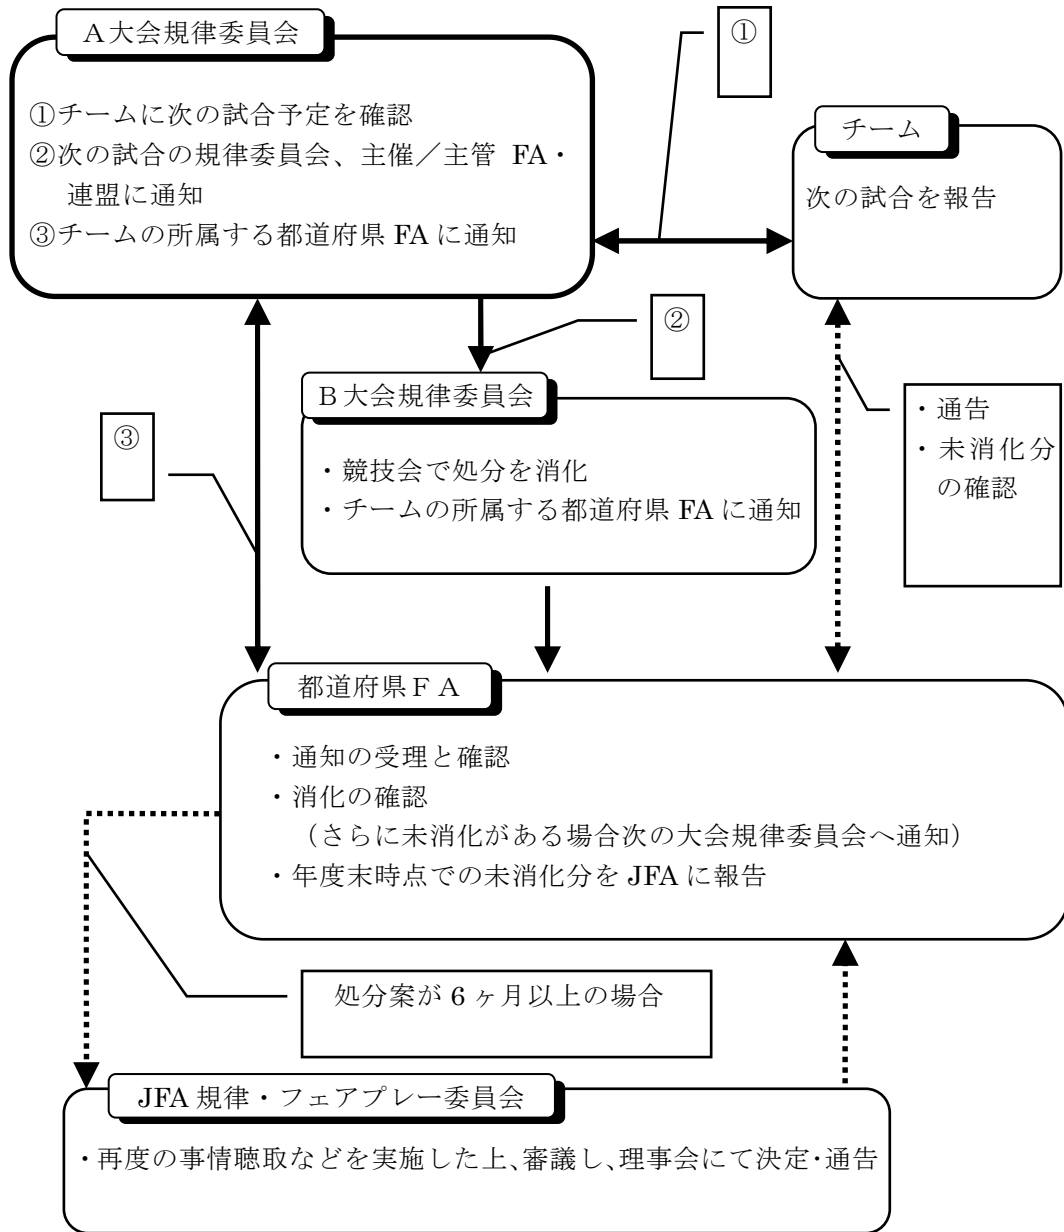 A大会規律委員会
①チームに次の試合予定を確認
②次の試合の規律委員会、主催／主管 FA・
連盟に通知
③チームの所属する都道府県 FA に通知
①
チーム
次の試合を報告
②
B大会規律委員会
・競技会で処分を消化
・チームの所属する都道府県 FA に通知
③
・通告
・未消化分
の確認
都道府県FA
・通知の受理と確認
・消化の確認
（さらに未消化がある場合次の大会規律委員会へ通知）
・年度末時点での未消化分を JFA に報告
処分案が 6 ヶ月以上の場合
JFA 規律・フェアプレー委員会
・再度の事情聴取などを実施した上、審議し、理事会にて決定・通告